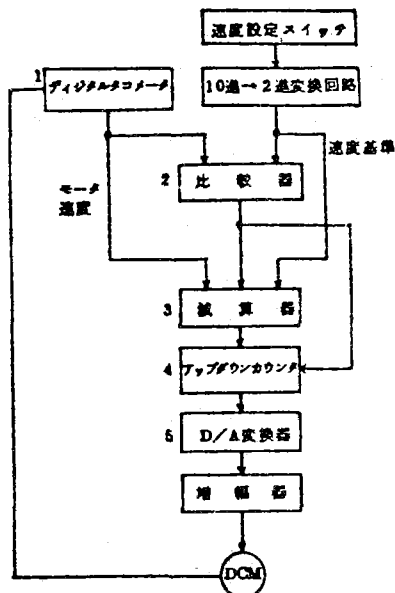 速度設定スイッチ
1
ディジタルタコメータ
10進→2進変換回路
速度基準
モータ
速度
2
比較器
3
減算器
4
アップダウンカウンタ
5
D/A変換器
増幅器
DCM